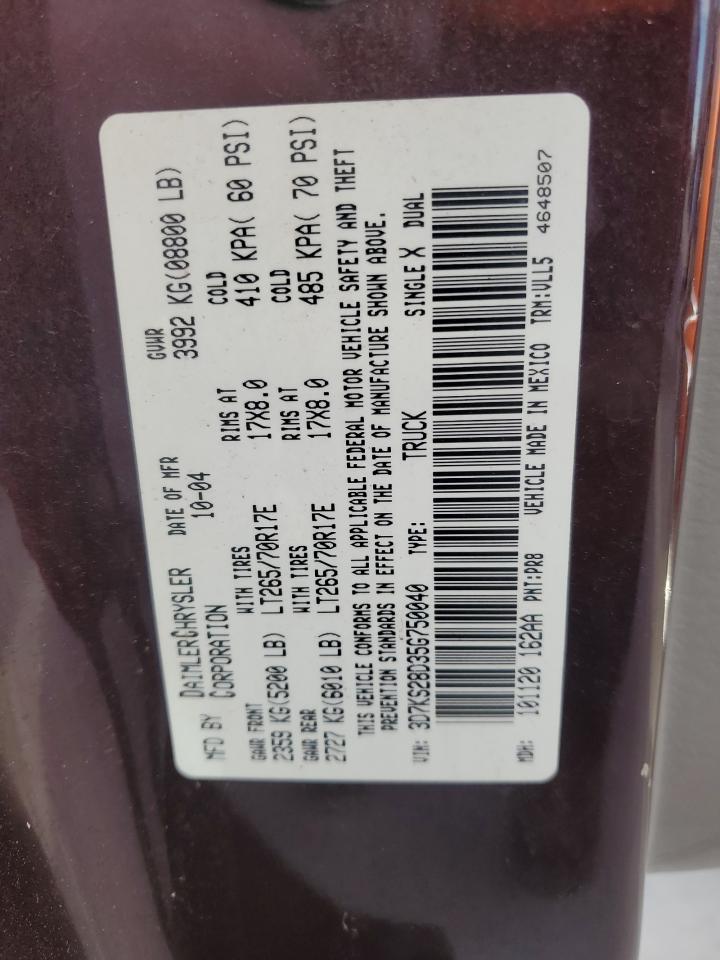 MFD BY DAIMLERCHRYSLER CORPORATION DATE OF MFR 10-04 GVWR 3992 KG(08800 LB)
GAWR FRONT WITH TIRES RIMS AT COLD
2359 KG(5200 LB) LT265/70R17E 17X8.0 410 KPA( 60 PSI)
GAWR REAR WITH TIRES RIMS AT COLD
2727 KG(6010 LB) LT265/70R17E 17X8.0 485 KPA( 70 PSI)
THIS VEHICLE CONFORMS TO ALL APPLICABLE FEDERAL MOTOR VEHICLE SAFETY AND THEFT
PREVENTION STANDARDS IN EFFECT ON THE DATE OF MANUFACTURE SHOWN ABOVE.
VIN: 3D7KS28D35G750040 TYPE: TRUCK SINGLE X DUAL
MDH: 101120 162AA PNT:PR8 VEHICLE MADE IN MEXICO TRM:VLL5 4648507